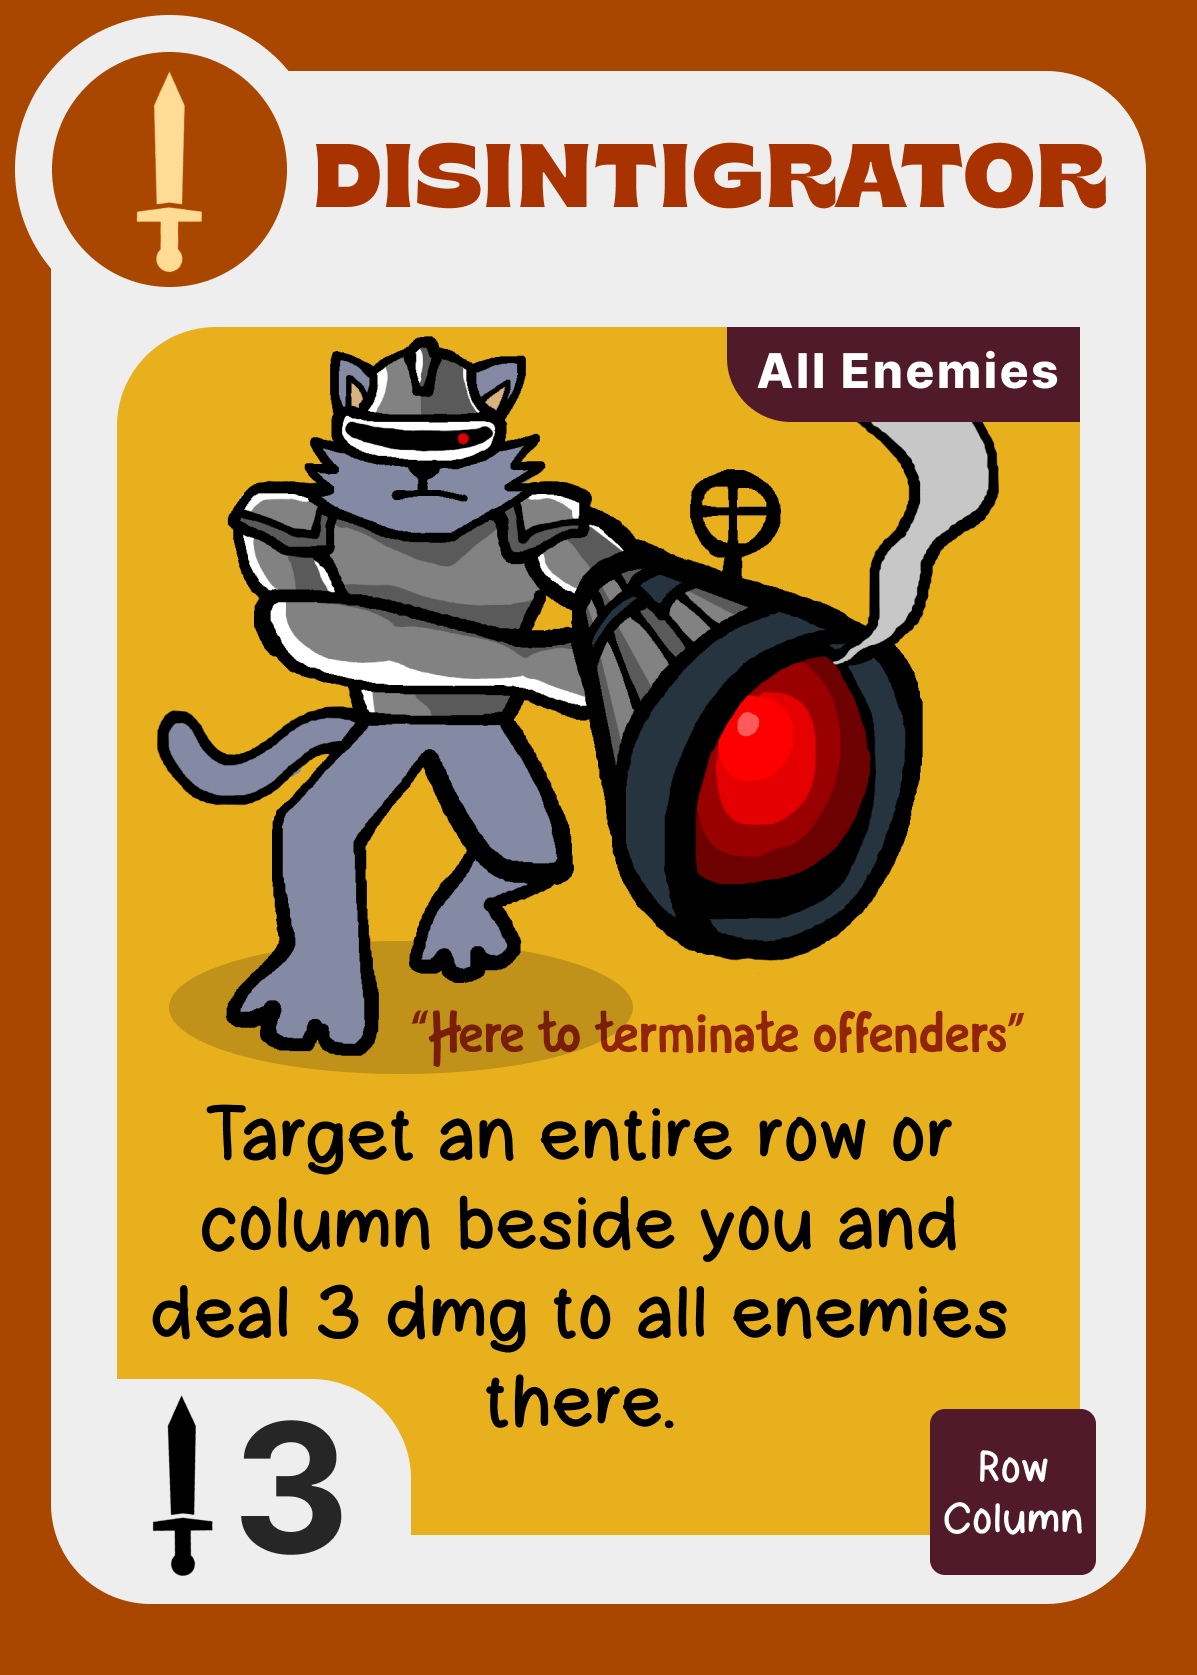 DISINTIGRATOR
All Enemies
“Here to terminate offenders”
Target an entire row or
column beside you and
deal 3 dmg to all enemies
there.
3
Row
Column